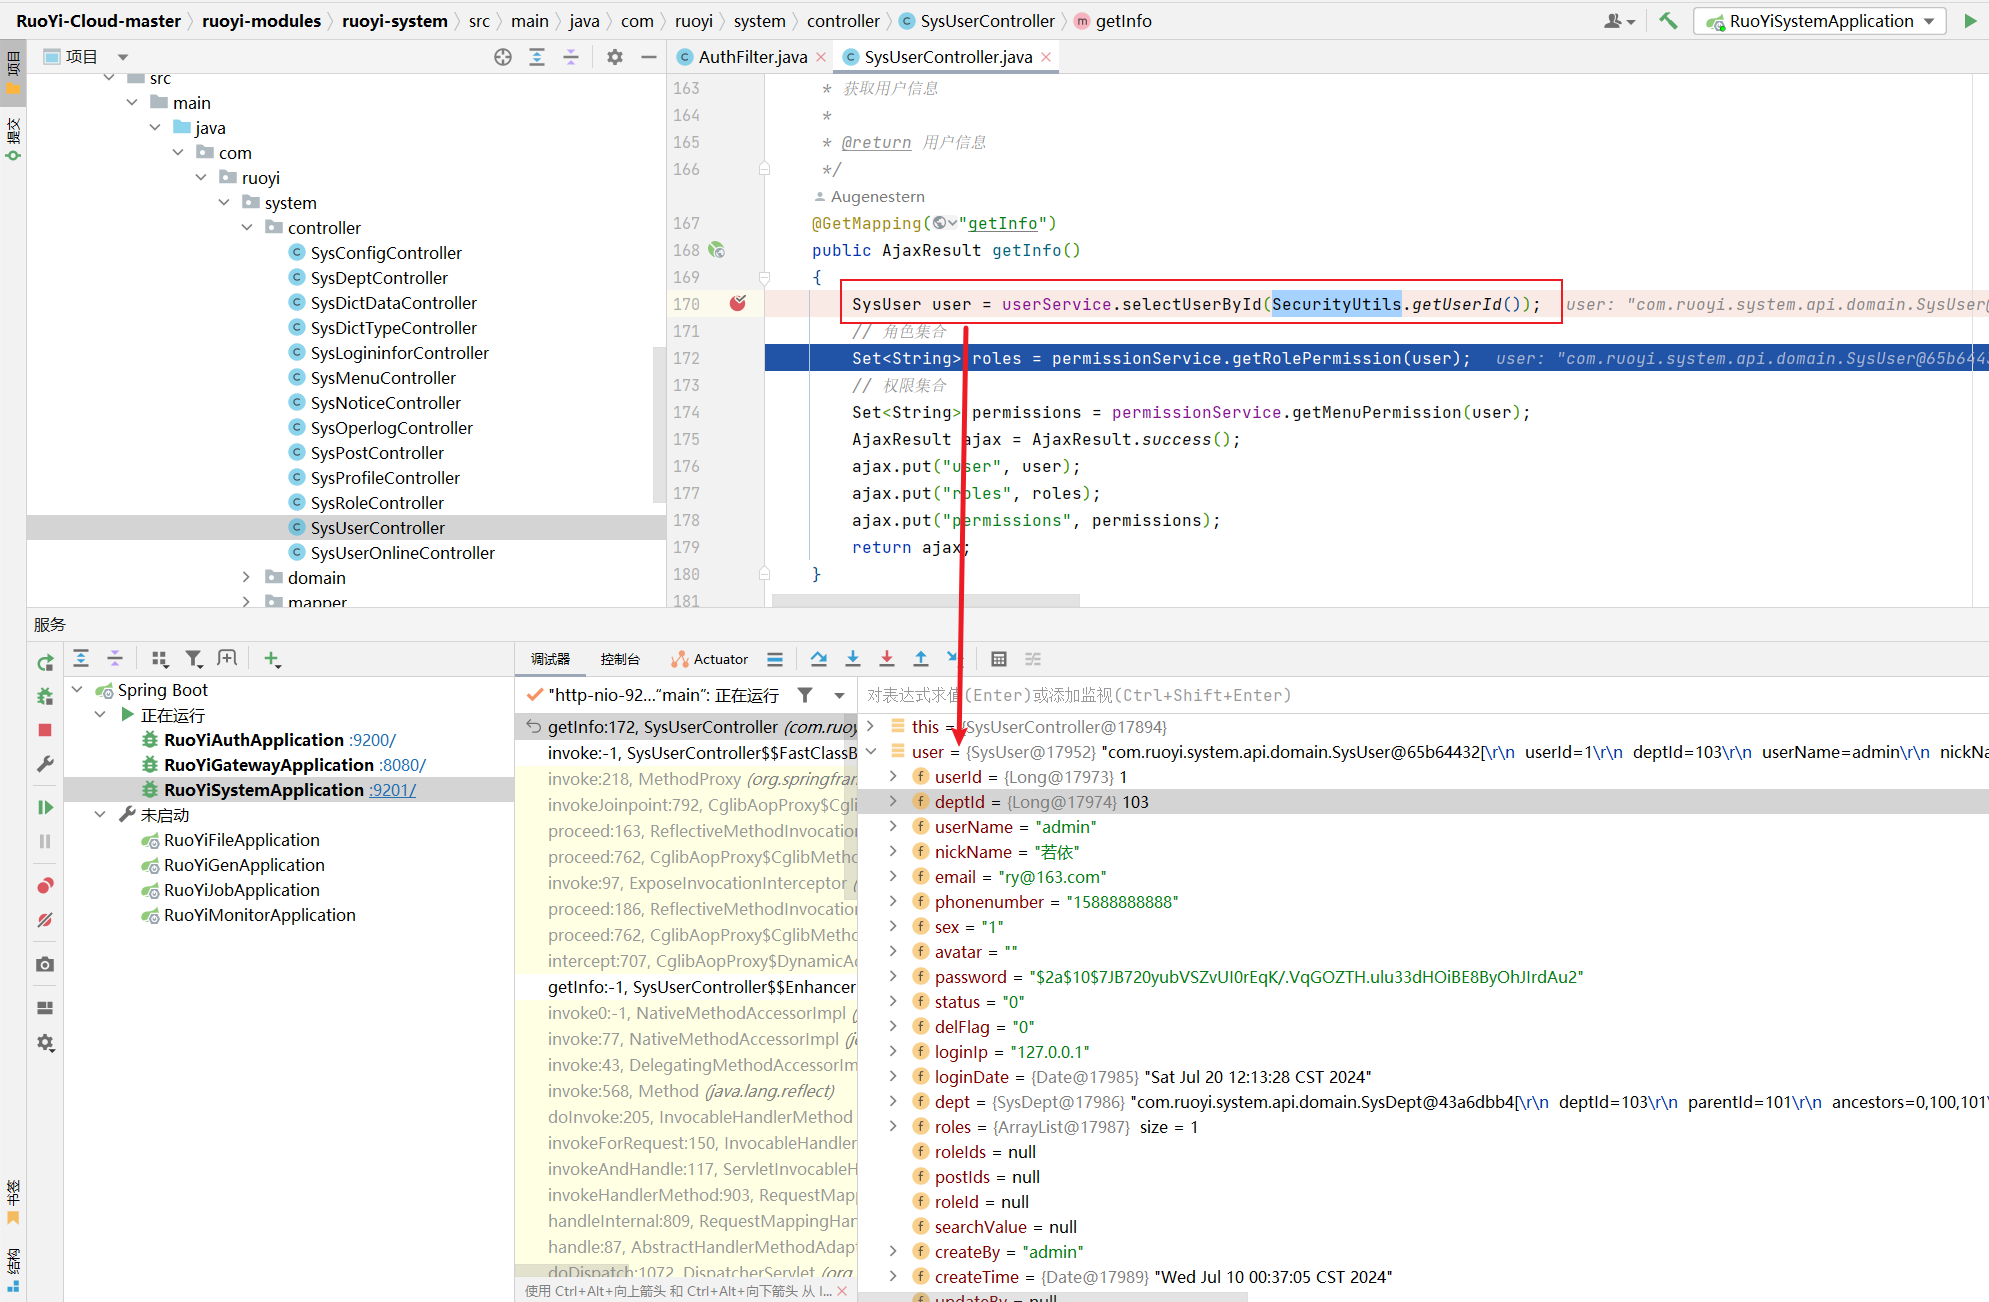 RuoYi-Cloud-master 〉 ruoyi-modules 〉 ruoyi-system 〉 src 〉 main 〉 java 〉 com 〉 ruoyi 〉 system 〉 controller 〉 SysUserController 〉 getInfo
RuoYiSystemApplication
项目
提交
书签
结构
项目
src
main
java
com
ruoyi
system
controller
SysConfigController
SysDeptController
SysDictDataController
SysDictTypeController
SysLogininforController
SysMenuController
SysNoticeController
SysOperlogController
SysPostController
SysProfileController
SysRoleController
SysUserController
SysUserOnlineController
domain
mapper
AuthFilter.java
SysUserController.java
163 * 获取用户信息
164 *
165 * @return 用户信息
166 */
Augenestern
167 @GetMapping("getInfo")
168 public AjaxResult getInfo()
169 {
170 SysUser user = userService.selectUserById(SecurityUtils.getUserId()); user: "com.ruoyi.system.api.domain.SysUser@
171 // 角色集合
172 Set<String> roles = permissionService.getRolePermission(user); user: "com.ruoyi.system.api.domain.SysUser@65b644
173 // 权限集合
174 Set<String> permissions = permissionService.getMenuPermission(user);
175 AjaxResult ajax = AjaxResult.success();
176 ajax.put("user", user);
177 ajax.put("roles", roles);
178 ajax.put("permissions", permissions);
179 return ajax;
180 }
181
服务
Spring Boot
正在运行
RuoYiAuthApplication :9200/
RuoYiGatewayApplication :8080/
RuoYiSystemApplication :9201/
未启动
RuoYiFileApplication
RuoYiGenApplication
RuoYiJobApplication
RuoYiMonitorApplication
调试器 控制台 Actuator
"http-nio-92..."main": 正在运行
getInfo:172, SysUserController (com.ruoy
invoke:-1, SysUserController$$FastClassB
invoke:218, MethodProxy (org.springfran
invokeJoinpoint:792, CglibAopProxy$Cgli
proceed:163, ReflectiveMethodInvocation
proceed:762, CglibAopProxy$CglibMetho
invoke:97, ExposeInvocationInterceptor (
proceed:186, ReflectiveMethodInvocation
proceed:762, CglibAopProxy$CglibMetho
intercept:707, CglibAopProxy$DynamicAc
getInfo:-1, SysUserController$$Enhancer
invoke0:-1, NativeMethodAccessorImpl (
invoke:77, NativeMethodAccessorImpl (j
invoke:43, DelegatingMethodAccessorIm
invoke:568, Method (java.lang.reflect)
doInvoke:205, InvocableHandlerMethod
invokeForRequest:150, InvocableHandler
invokeAndHandle:117, ServletInvocableH
invokeHandlerMethod:903, RequestMapp
handleInternal:809, RequestMappingHan
handle:87, AbstractHandlerMethodAdapt
doDispatch:1072, DispatcherServlet (org
使用 Ctrl+Alt+向上箭头 和 Ctrl+Alt+向下箭头 从 I...
对表达式求值(Enter)或添加监视(Ctrl+Shift+Enter)
this = {SysUserController@17894}
user = {SysUser@17952} "com.ruoyi.system.api.domain.SysUser@65b64432[\r\n userId=1\r\n deptId=103\r\n userName=admin\r\n nickNa
userId = {Long@17973} 1
deptId = {Long@17974} 103
userName = "admin"
nickName = "若依"
email = "ry@163.com"
phonenumber = "15888888888"
sex = "1"
avatar = ""
password = "$2a$10$7JB720yubVSZvUI0rEqK/.VqGOZTH.ulu33dHOiBE8ByOhJIrdAu2"
status = "0"
delFlag = "0"
loginIp = "127.0.0.1"
loginDate = {Date@17985} "Sat Jul 20 12:13:28 CST 2024"
dept = {SysDept@17986} "com.ruoyi.system.api.domain.SysDept@43a6dbb4[\r\n deptId=103\r\n parentId=101\r\n ancestors=0,100,101\
roles = {ArrayList@17987} size = 1
roleIds = null
postIds = null
roleId = null
searchValue = null
createBy = "admin"
createTime = {Date@17989} "Wed Jul 10 00:37:05 CST 2024"
updateBy = null